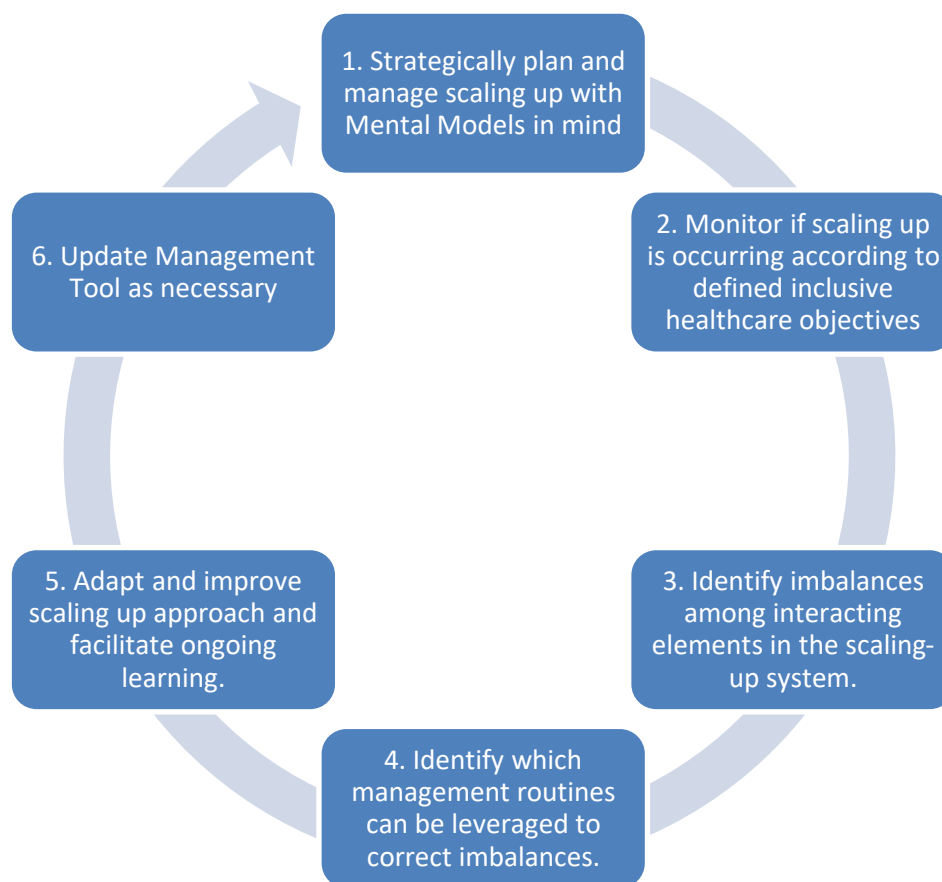 1. Strategically plan and
manage scaling up with
Mental Models in mind
2. Monitor if scaling up
is occurring according to
defined inclusive
healthcare objectives
3. Identify imbalances
among interacting
elements in the scaling-
up system.
4. Identify which
management routines
can be leveraged to
correct imbalances.
5. Adapt and improve
scaling up approach and
facilitate ongoing
learning.
6. Update Management
Tool as necessary